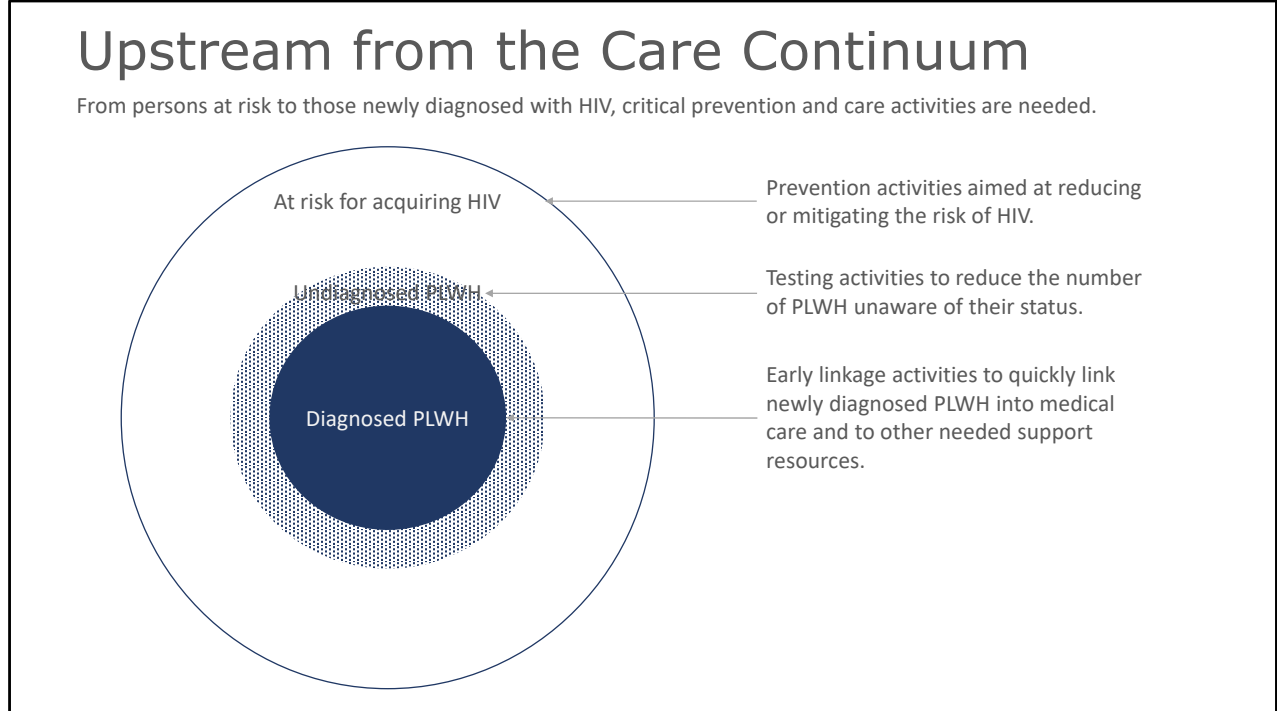 Upstream from the Care Continuum
From persons at risk to those newly diagnosed with HIV, critical prevention and care activities are needed.
At risk for acquiring HIV
Prevention activities aimed at reducing
or mitigating the risk of HIV.
Undiagnosed PLWH
Testing activities to reduce the number
of PLWH unaware of their status.
Diagnosed PLWH
Early linkage activities to quickly link
newly diagnosed PLWH into medical
care and to other needed support
resources.